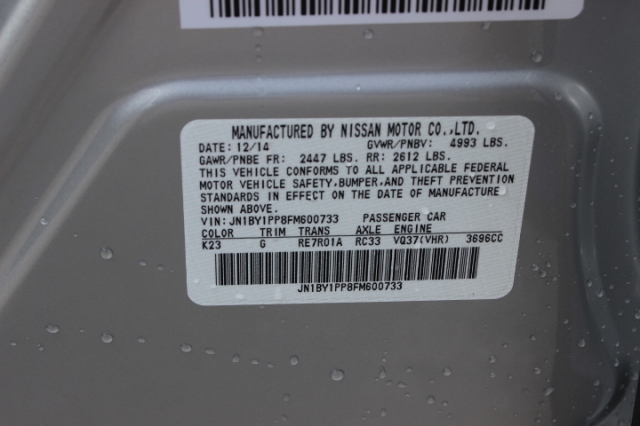 MANUFACTURED BY NISSAN MOTOR CO.,LTD.
DATE: 12/14 GVWR/PNBV: 4993 LBS.
GAWR/PNBE FR: 2447 LBS. RR: 2612 LBS.
THIS VEHICLE CONFORMS TO ALL APPLICABLE FEDERAL
MOTOR VEHICLE SAFETY,BUMPER,AND THEFT PREVENTION
STANDARDS IN EFFECT ON THE DATE OF MANUFACTURE
SHOWN ABOVE.
VIN: JN1BY1PP8FM600733 PASSENGER CAR
COLOR TRIM TRANS AXLE ENGINE
K23 G RE7R01A RC33 VQ37(VHR) 3696CC
JN1BY1PP8FM600733